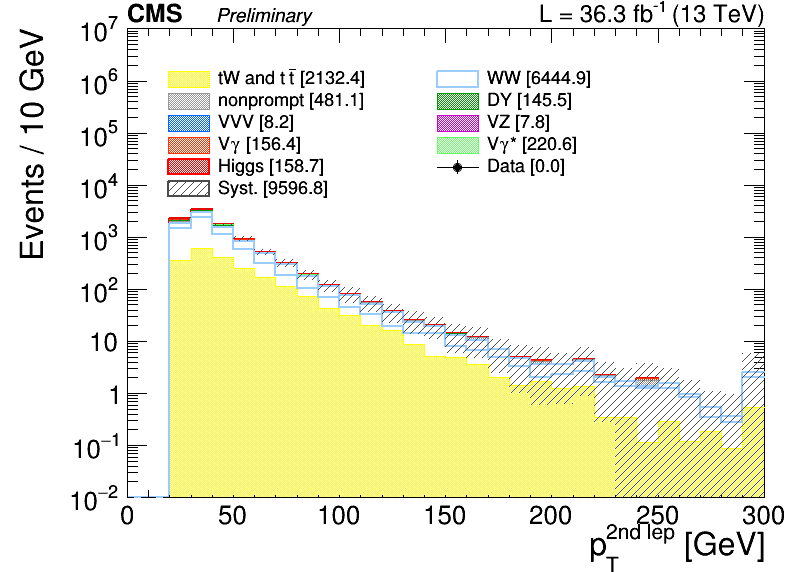 CMS Preliminary L = 36.3 fb⁻¹ (13 TeV)
Events / 10 GeV
10⁷
10⁶
10⁵
10⁴
10³
10²
10
1
10⁻¹
10⁻²
tW and tt̄ [2132.4]
nonprompt [481.1]
VVV [8.2]
Vγ [156.4]
Higgs [158.7]
Syst. [9596.8]
WW [6444.9]
DY [145.5]
VZ [7.8]
Vγ* [220.6]
Data [0.0]
0 50 100 150 200 250 300
p_T^2nd lep [GeV]